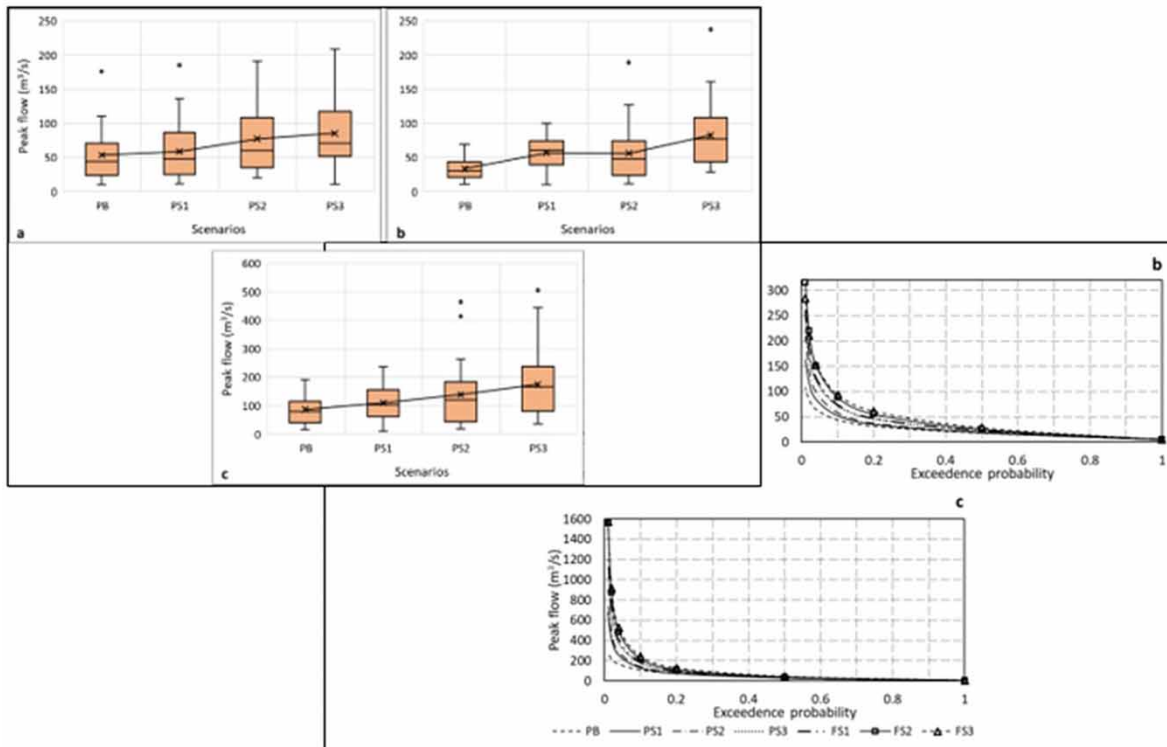 250
200
150
100
50
0
Peak flow (m³/s)
PB PS1 PS2 PS3
Scenarios
a
250
200
150
100
50
0
PB PS1 PS2 PS3
Scenarios
b
600
500
400
300
200
100
0
Peak flow (m³/s)
PB PS1 PS2 PS3
Scenarios
c
b
300
250
200
150
100
50
0
0 0.2 0.4 0.6 0.8 1
Exceedence probability
c
1600
1400
1200
1000
800
600
400
200
0
Peak flow (m³/s)
0 0.2 0.4 0.6 0.8 1
Exceedence probability
PB PS1 PS2 PS3 FS1 FS2 FS3